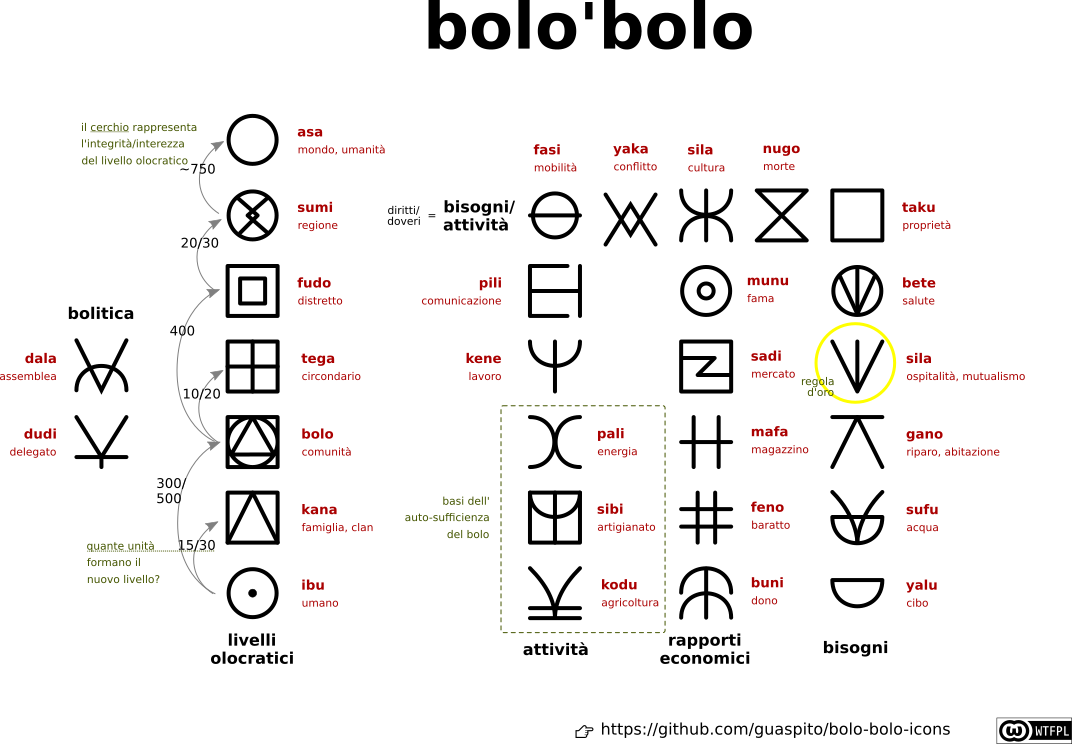 bolo'bolo
il cerchio rappresenta
l'integrità/interezza
del livello olocratico
~750
20/30
400
10/20
300/
500
15/30
quante unità
formano il
nuovo livello?
bolitica
dala
assemblea
dudi
delegato
asa
mondo, umanità
sumi
regione
fudo
distretto
tega
circondario
bolo
comunità
kana
famiglia, clan
ibu
umano
livelli
olocratici
diritti/
doveri
=
bisogni/
attività
fasi
mobilità
yaka
conflitto
sila
cultura
nugo
morte
taku
proprietà
pili
comunicazione
kene
lavoro
pali
energia
sibi
artigianato
kodu
agricoltura
basi dell'
auto-sufficienza
del bolo
attività
munu
fama
sadi
mercato
mafa
magazzino
feno
baratto
buni
dono
rapporti
economici
bete
salute
sila
ospitalità, mutualismo
regola
d'oro
gano
riparo, abitazione
sufu
acqua
yalu
cibo
bisogni
https://github.com/guaspito/bolo-bolo-icons
WTFPL